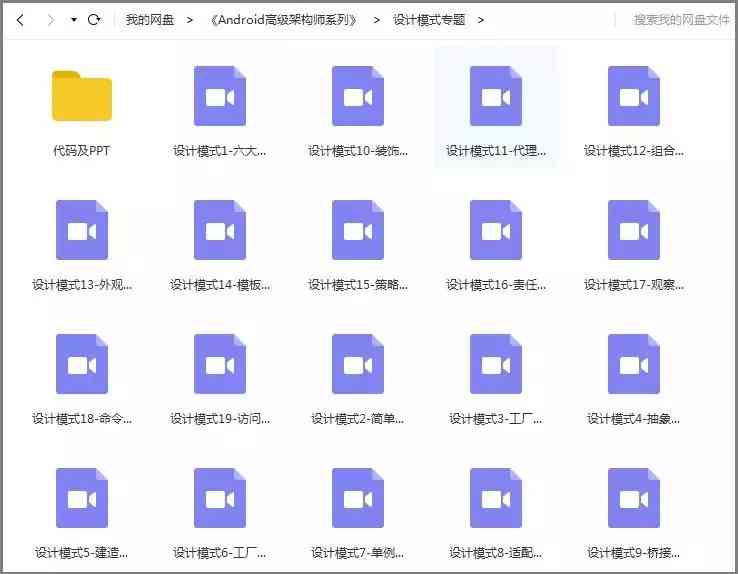 我的网盘 > 《Android高级架构师系列》 > 设计模式专题 > 搜索我的网盘文件
代码及PPT 设计模式1-六大... 设计模式10-装饰... 设计模式11-代理... 设计模式12-组合...
设计模式13-外观... 设计模式14-模板... 设计模式15-策略... 设计模式16-责任... 设计模式17-观察...
设计模式18-命令... 设计模式19-访问... 设计模式2-简单... 设计模式3-工厂... 设计模式4-抽象...
设计模式5-建造... 设计模式6-工厂... 设计模式7-单例... 设计模式8-适配... 设计模式9-桥接...